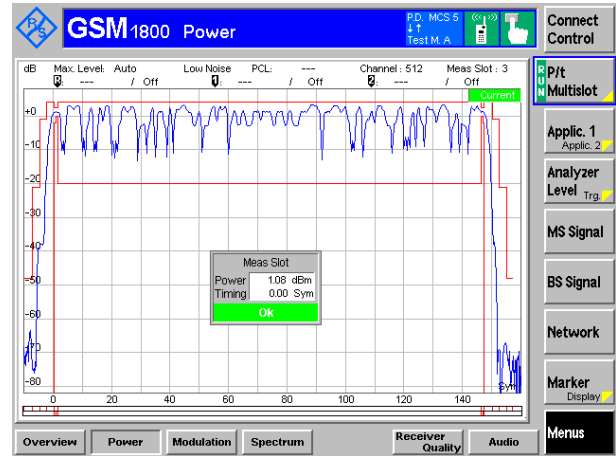 R&S
GSM 1800 Power
P.D. MCS 5
Test M. A
Connect Control
dB Max. Level: Auto Low Noise PCL: --- Channel : 512 Meas Slot : 3
--- / Off --- / Off --- / Off
Current
RUN
P/t Multislot
Applic. 1
Applic. 2
Analyzer Level Trg.
MS Signal
BS Signal
Network
Marker
Display
Menus
+0
-10
-20
-30
-40
-50
-60
-70
-80
Meas Slot
Power 1.08 dBm
Timing 0.00 Sym
Ok
0 20 40 60 80 100 120 140 Sym
Overview Power Modulation Spectrum Receiver Quality Audio